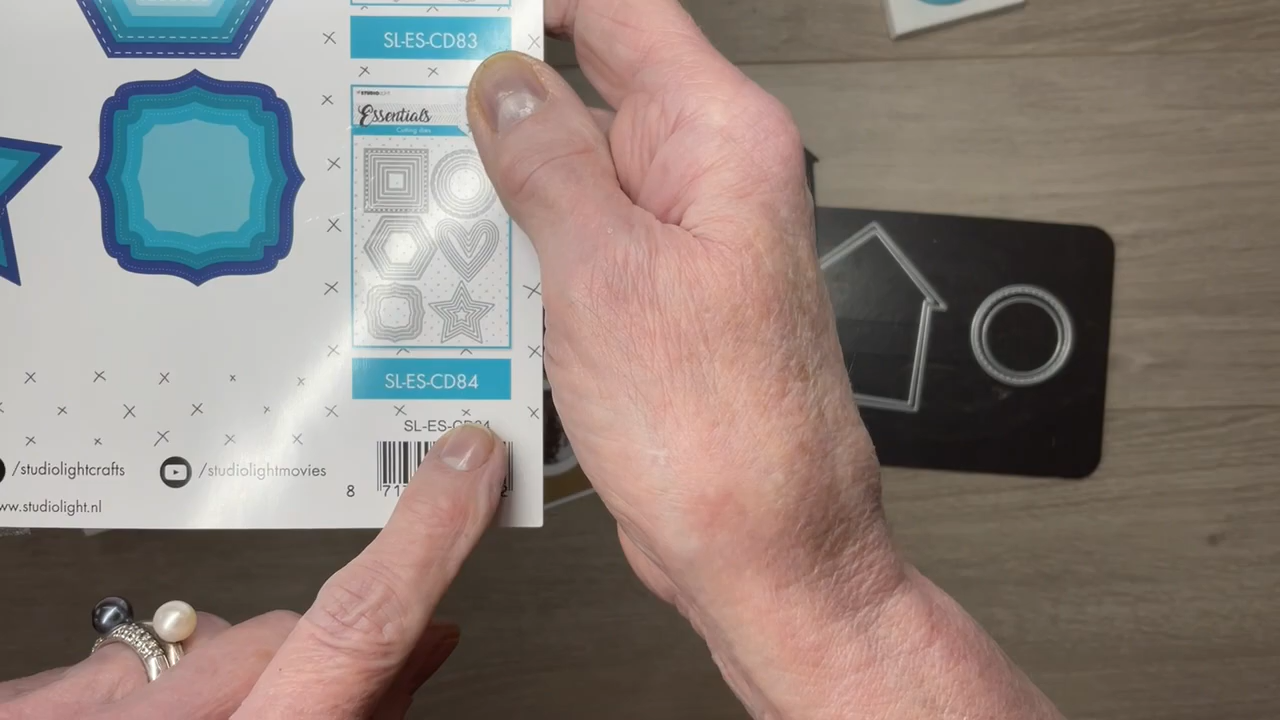 SL-ES-CD83
Essentials
Cutting dies
SL-ES-CD84
/studiolightcrafts
/studiolightmovies
www.studiolight.nl
8